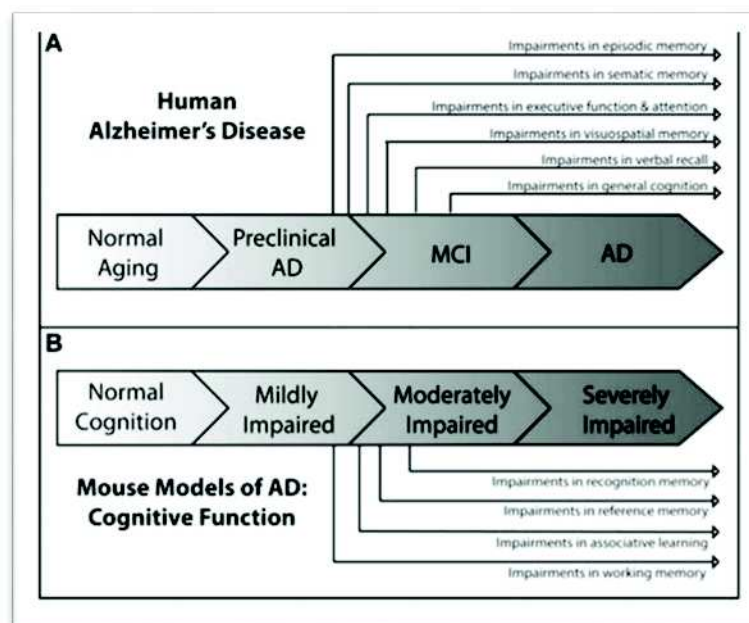 A
Human
Alzheimer's Disease
Impairments in episodic memory
Impairments in sematic memory
Impairments in executive function & attention
Impairments in visuospatial memory
Impairments in verbal recall
Impairments in general cognition
Normal
Aging
Preclinical
AD
MCI
AD
B
Normal
Cognition
Mildly
Impaired
Moderately
Impaired
Severely
Impaired
Mouse Models of AD:
Cognitive Function
Impairments in recognition memory
Impairments in reference memory
Impairments in associative learning
Impairments in working memory